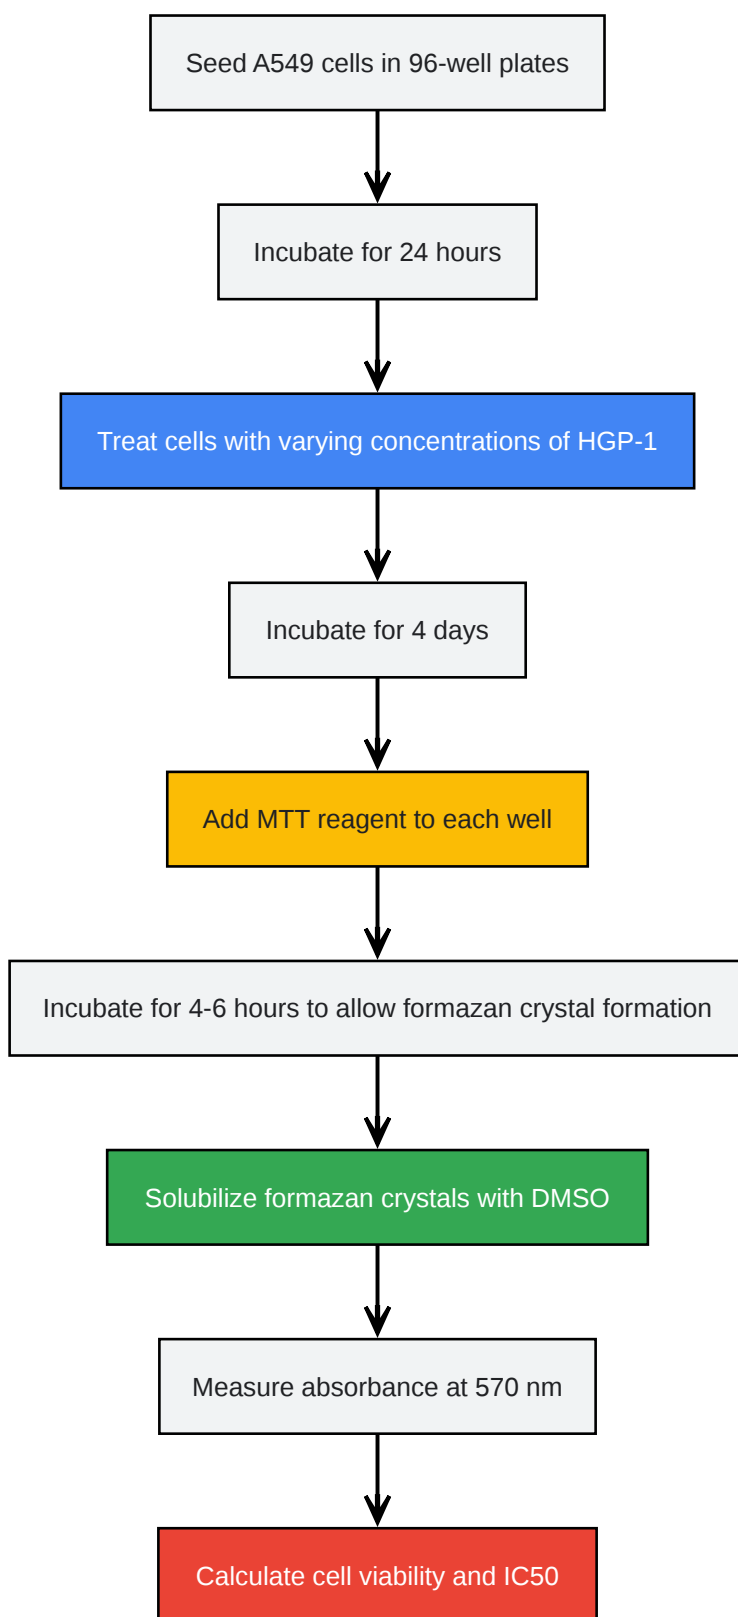 Seed A549 cells in 96-well plates
Incubate for 24 hours
Treat cells with varying concentrations of HGP-1
Incubate for 4 days
Add MTT reagent to each well
Incubate for 4-6 hours to allow formazan crystal formation
Solubilize formazan crystals with DMSO
Measure absorbance at 570 nm
Calculate cell viability and IC50